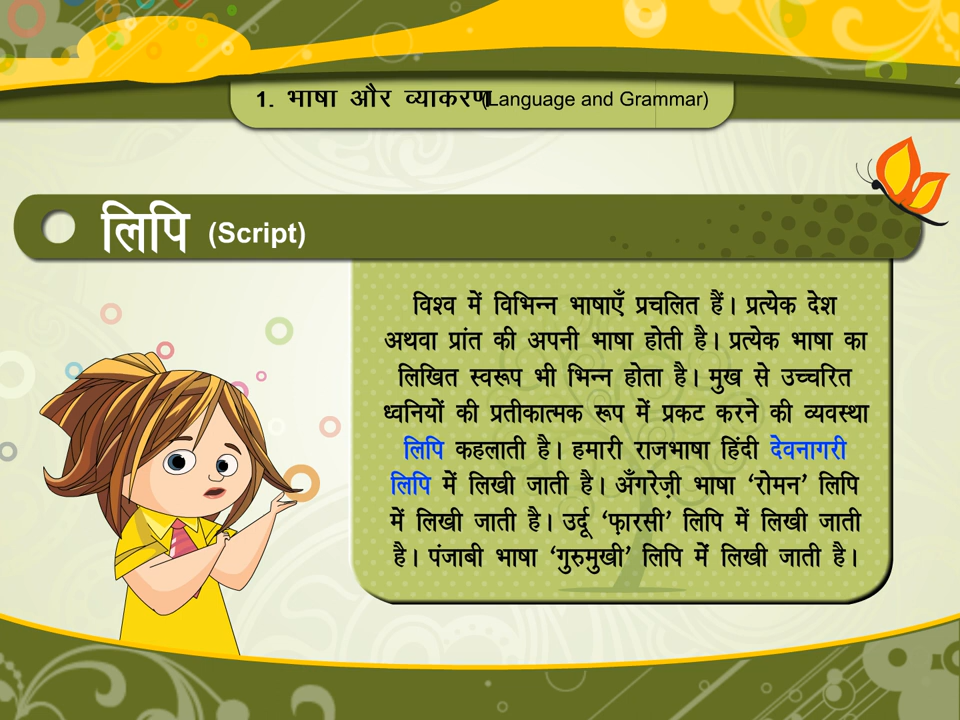 1. भाषा और व्याकरण (Language and Grammar)
लिपि (Script)
विश्व में विभिन्न भाषाएँ प्रचलित हैं। प्रत्येक देश
अथवा प्रांत की अपनी भाषा होती है। प्रत्येक भाषा का
लिखित स्वरूप भी भिन्न होता है। मुख से उच्चरित
ध्वनियों की प्रतीकात्मक रूप में प्रकट करने की व्यवस्था
लिपि कहलाती है। हमारी राजभाषा हिंदी देवनागरी
लिपि में लिखी जाती है। अँगरेज़ी भाषा ‘रोमन’ लिपि
में लिखी जाती है। उर्दू ‘फ़ारसी’ लिपि में लिखी जाती
है। पंजाबी भाषा ‘गुरुमुखी’ लिपि में लिखी जाती है।